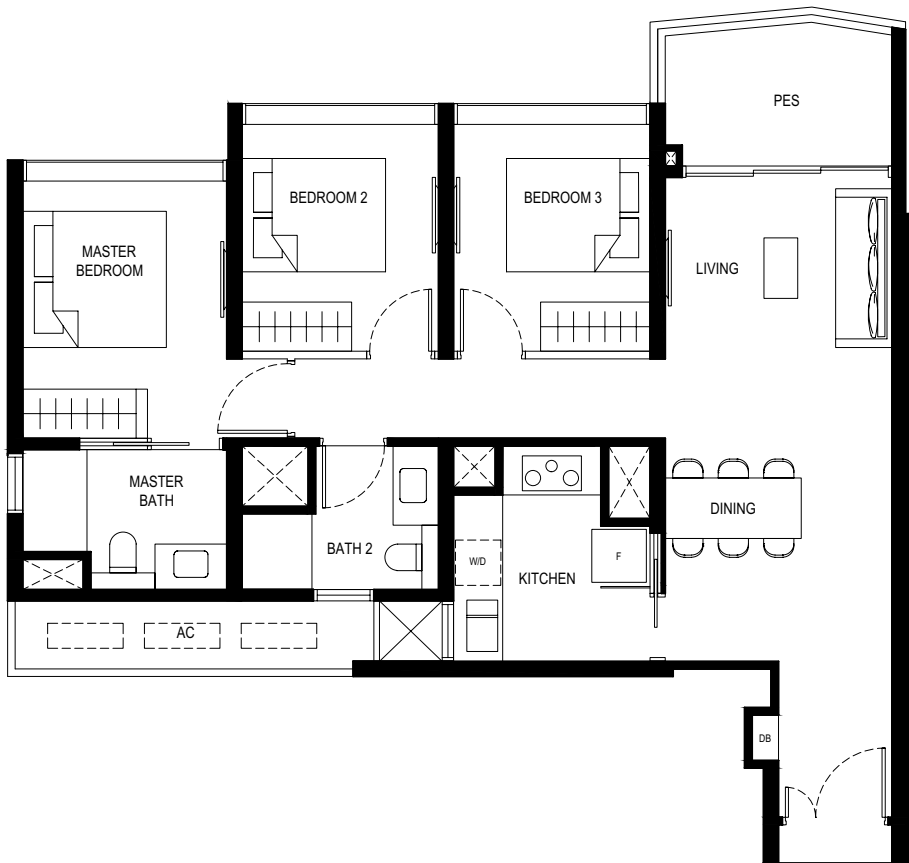 PES
BEDROOM 2
BEDROOM 3
MASTER
BEDROOM
LIVING
MASTER
BATH
DINING
BATH 2
W/D
KITCHEN
F
AC
DB